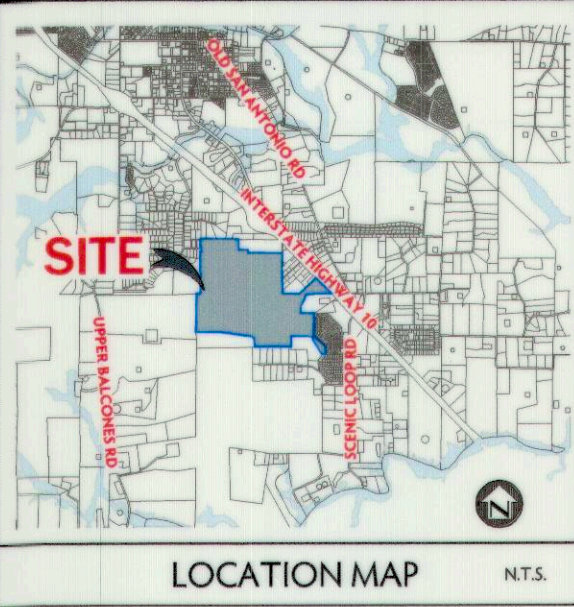 OLD SAN ANTONIO RD
INTERSTATE HIGHWAY 10
SITE
UPPER BALCONES RD
SCENIC LOOP RD
N
LOCATION MAP
N.T.S.